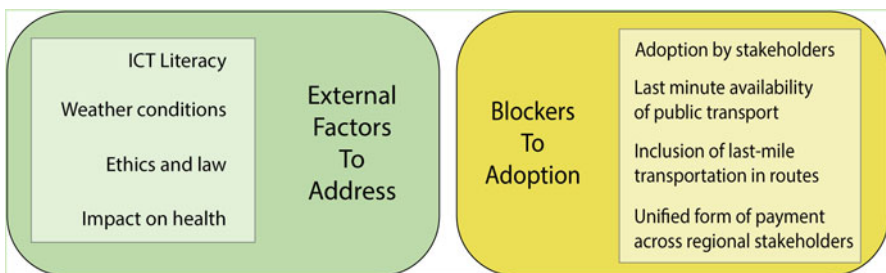 ICT Literacy
Weather conditions
Ethics and law
Impact on health
External
Factors
To
Address
Blockers
To
Adoption
Adoption by stakeholders
Last minute availability
of public transport
Inclusion of last-mile
transportation in routes
Unified form of payment
across regional stakeholders